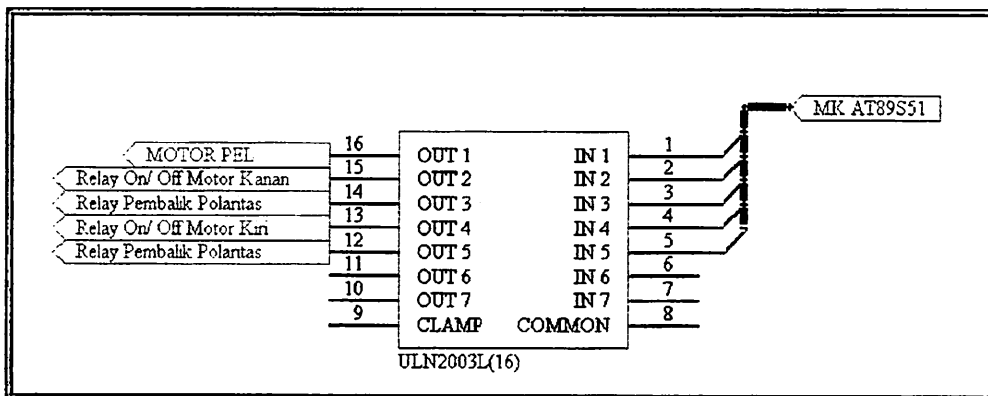 MK AT89S51
MOTOR PEL 16 OUT 1 IN 1 1
Relay On/ Off Motor Kanan 15 OUT 2 IN 2 2
Relay Pembalik Polantas 14 OUT 3 IN 3 3
Relay On/ Off Motor Kiri 13 OUT 4 IN 4 4
Relay Pembalik Polantas 12 OUT 5 IN 5 5
11 OUT 6 IN 6 6
10 OUT 7 IN 7 7
9 CLAMP COMMON 8
ULN2003L(16)